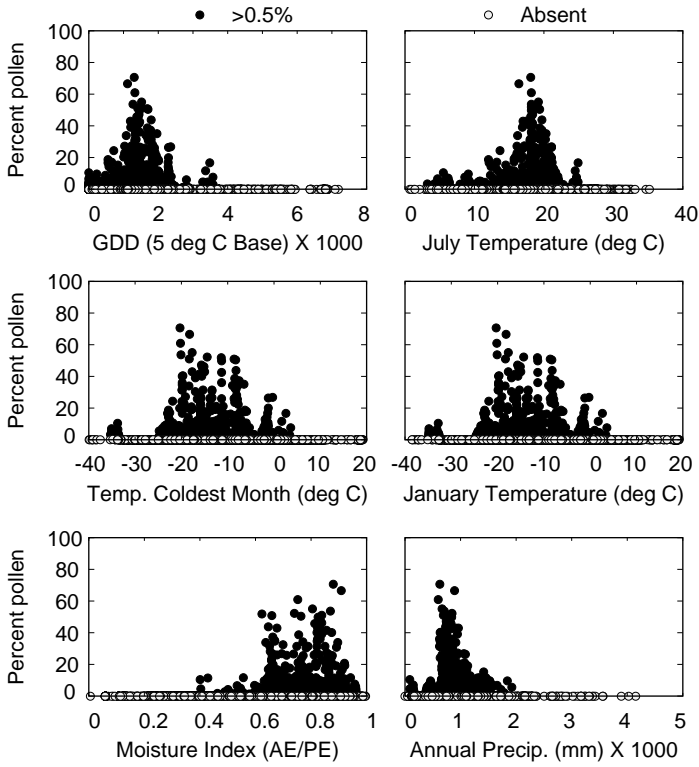 >0.5% Absent
Percent pollen
100
80
60
40
20
0
0 2 4 6 8
GDD (5 deg C Base) X 1000
0 10 20 30 40
July Temperature (deg C)
Percent pollen
100
80
60
40
20
0
-40 -30 -20 -10 0 10 20
Temp. Coldest Month (deg C)
-40 -30 -20 -10 0 10 20
January Temperature (deg C)
Percent pollen
100
80
60
40
20
0
0 0.2 0.4 0.6 0.8 1
Moisture Index (AE/PE)
0 1 2 3 4 5
Annual Precip. (mm) X 1000